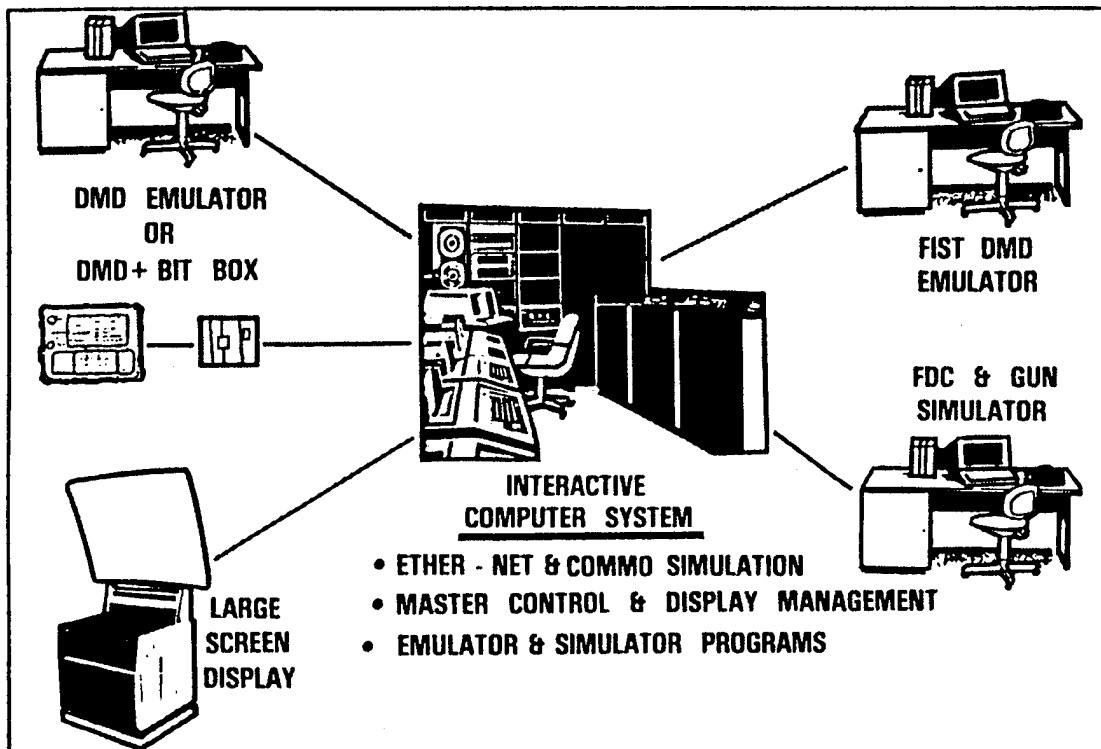 DMD EMULATOR
OR
DMD + BIT BOX
FIST DMD
EMULATOR
FDC & GUN
SIMULATOR
INTERACTIVE
COMPUTER SYSTEM
• ETHER - NET & COMMO SIMULATION
• MASTER CONTROL & DISPLAY MANAGEMENT
• EMULATOR & SIMULATOR PROGRAMS
LARGE
SCREEN
DISPLAY